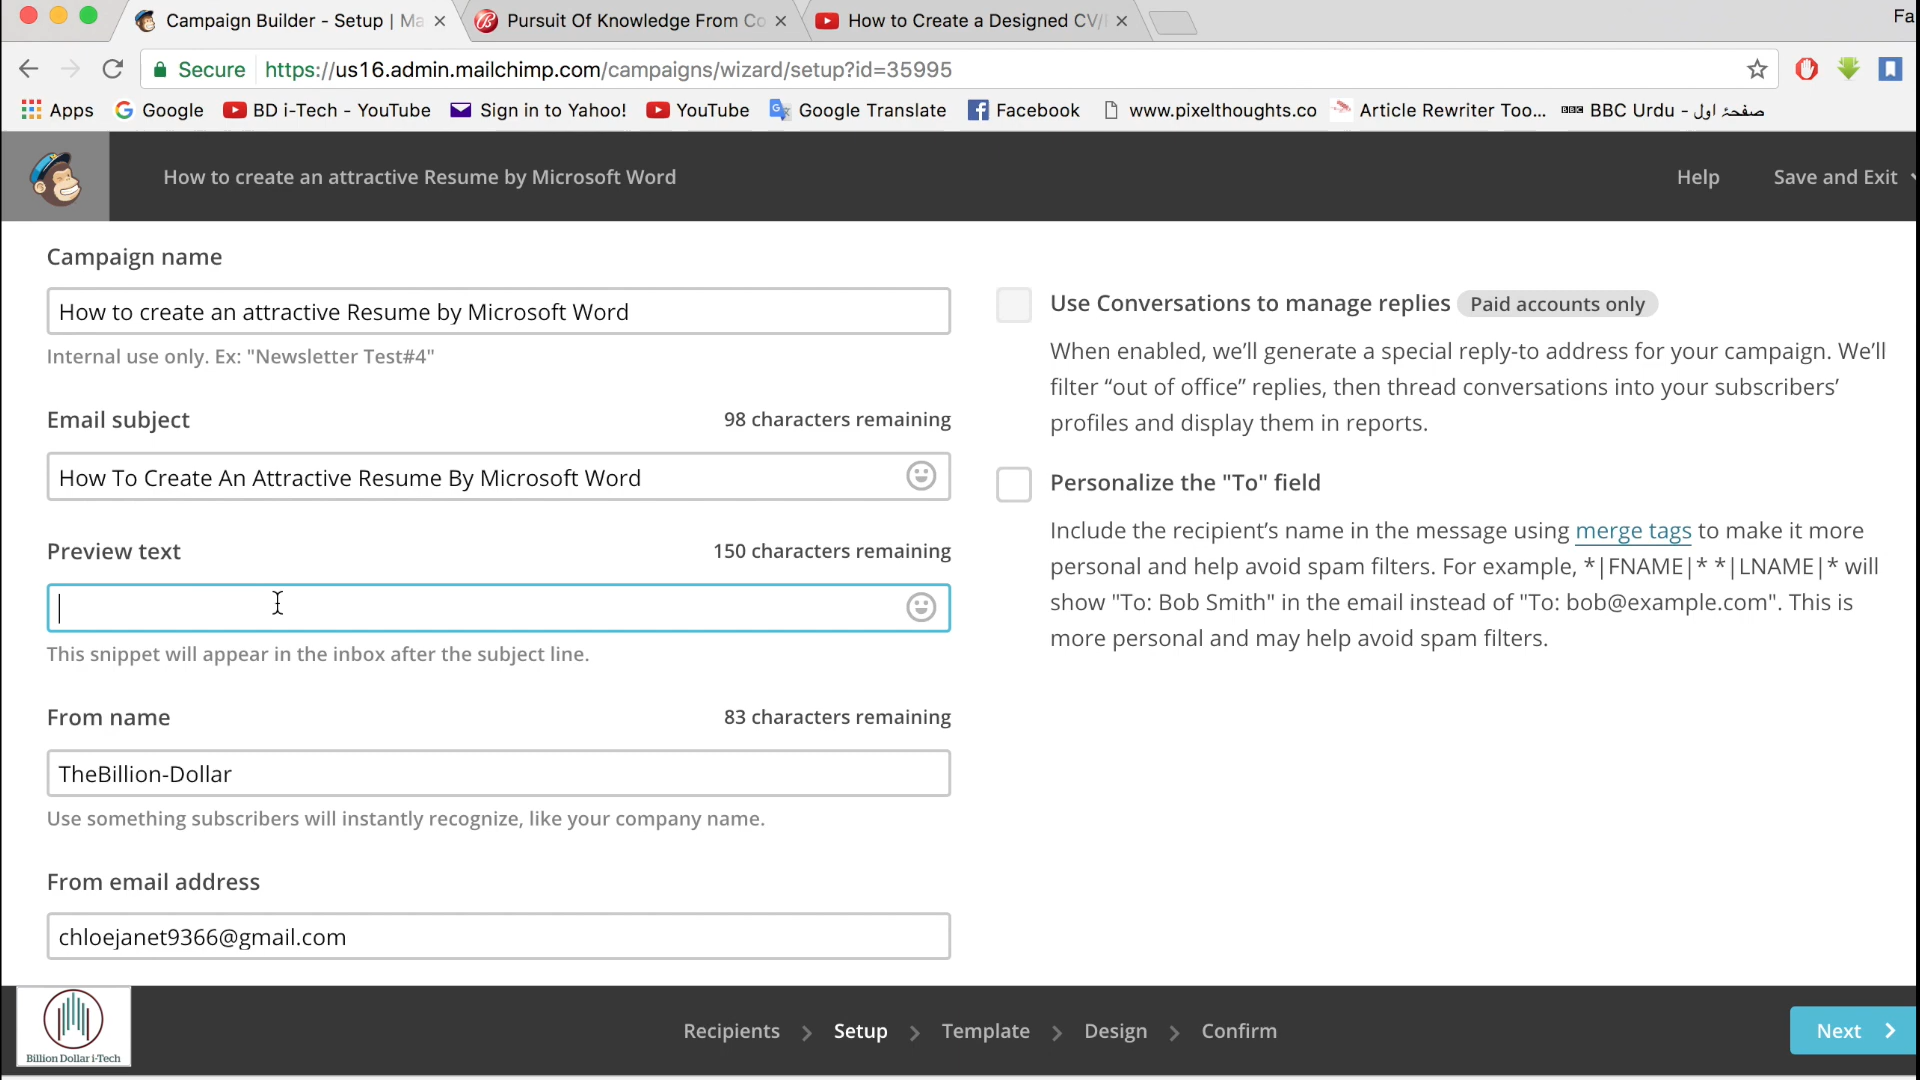 Campaign Builder - Setup | Ma
Pursuit Of Knowledge From Co
How to Create a Designed CV/
Fa
Secure
https://us16.admin.mailchimp.com/campaigns/wizard/setup?id=35995
Apps
Google
BD i-Tech - YouTube
Sign in to Yahoo!
YouTube
Google Translate
Facebook
www.pixelthoughts.co
Article Rewriter Too...
BBC BBC Urdu - صفحۂ اول
How to create an attractive Resume by Microsoft Word
Help
Save and Exit
Campaign name
How to create an attractive Resume by Microsoft Word
Internal use only. Ex: "Newsletter Test#4"
Email subject
98 characters remaining
How To Create An Attractive Resume By Microsoft Word
Preview text
150 characters remaining
This snippet will appear in the inbox after the subject line.
From name
83 characters remaining
TheBillion-Dollar
Use something subscribers will instantly recognize, like your company name.
From email address
chloejanet9366@gmail.com
Use Conversations to manage replies
Paid accounts only
When enabled, we’ll generate a special reply-to address for your campaign. We’ll
filter “out of office” replies, then thread conversations into your subscribers’
profiles and display them in reports.
Personalize the "To" field
Include the recipient’s name in the message using merge tags to make it more
personal and help avoid spam filters. For example, *|FNAME|* *|LNAME|* will
show "To: Bob Smith" in the email instead of "To: bob@example.com". This is
more personal and may help avoid spam filters.
Billion Dollar i-Tech
Recipients
Setup
Template
Design
Confirm
Next